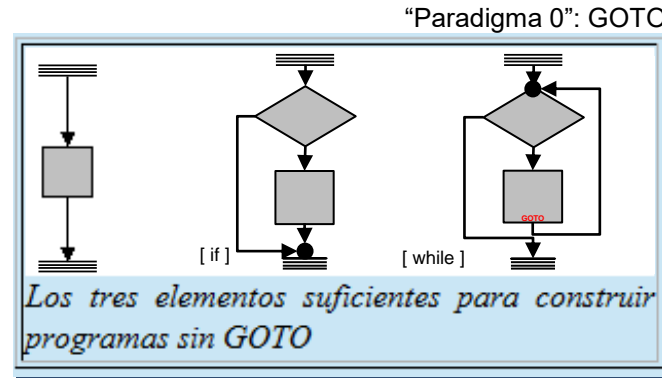 “Paradigma 0”: GOTO
GOTO
[ if ]
[ while ]
Los tres elementos suficientes para construir
programas sin GOTO